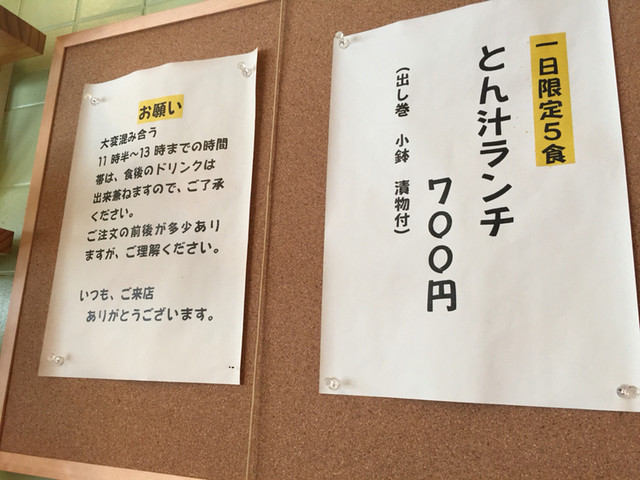 お願い
大変混み合う
11時半～13時までの時間
帯は、食後のドリンクは
出来兼ねますので、ご了承
ください。
ご注文の前後が多少あり
ますが、ご理解ください。
いつも、ご来店
ありがとうございます。
一日限定5食
とん汁ランチ
700円
（出し巻 小鉢 漬物付）